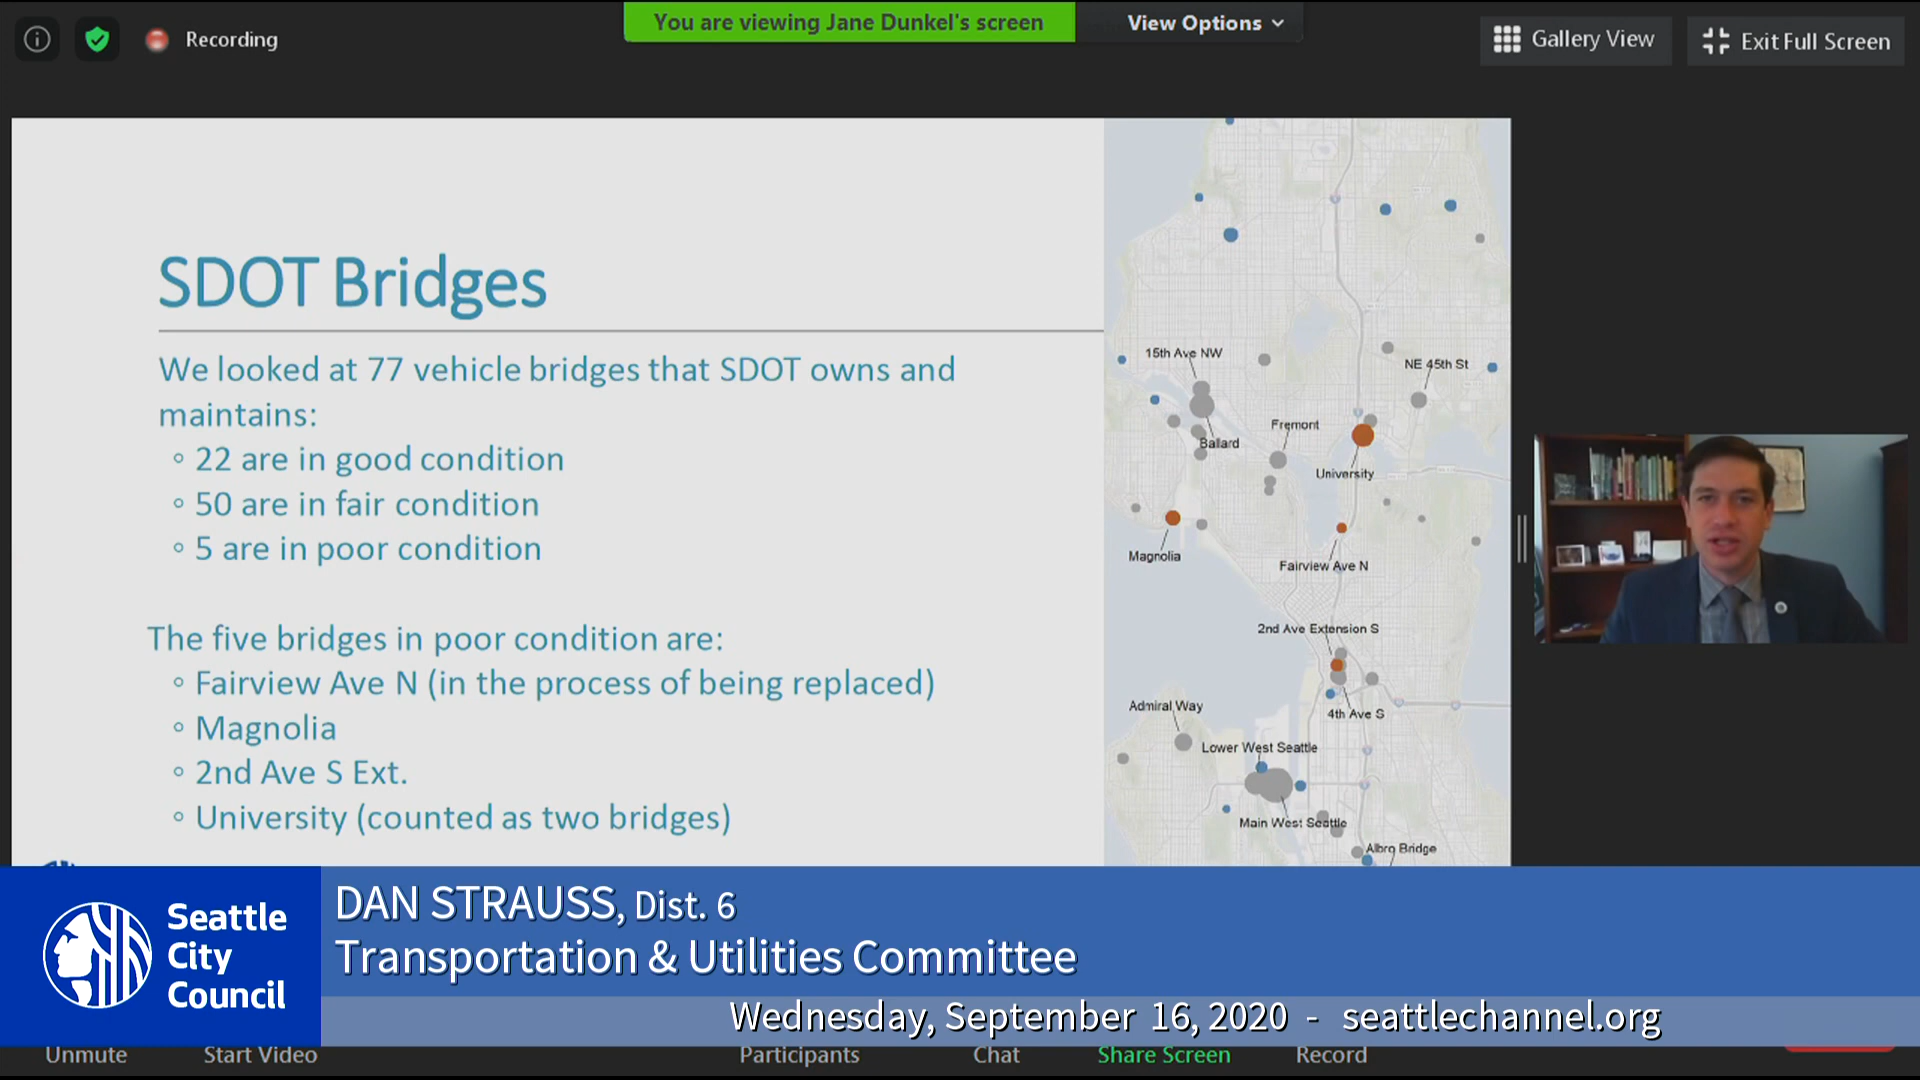 Recording
You are viewing Jane Dunkel's screen
View Options
Gallery View
Exit Full Screen
SDOT Bridges
We looked at 77 vehicle bridges that SDOT owns and
maintains:
◦ 22 are in good condition
◦ 50 are in fair condition
◦ 5 are in poor condition
The five bridges in poor condition are:
◦ Fairview Ave N (in the process of being replaced)
◦ Magnolia
◦ 2nd Ave S Ext.
◦ University (counted as two bridges)
15th Ave NW
NE 45th St
Fremont
Ballard
University
Magnolia
Fairview Ave N
2nd Ave Extension S
Admiral Way
4th Ave S
Lower West Seattle
Main West Seattle
Albro Bridge
Seattle
City
Council
DAN STRAUSS, Dist. 6
Transportation & Utilities Committee
Wednesday, September 16, 2020 - seattlechannel.org
Unmute
Start Video
Participants
Chat
Share Screen
Record